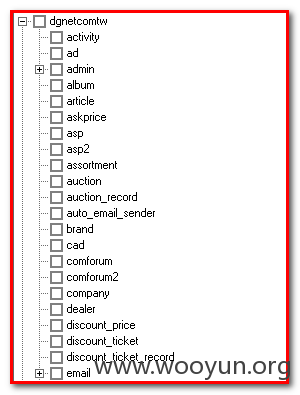 dgnetcomtw
activity
ad
admin
album
article
askprice
asp
asp2
assortment
auction
auction_record
auto_email_sender
brand
cad
comforum
comforum2
company
dealer
discount_price
discount_ticket
discount_ticket_record
email
www.wooyun.org